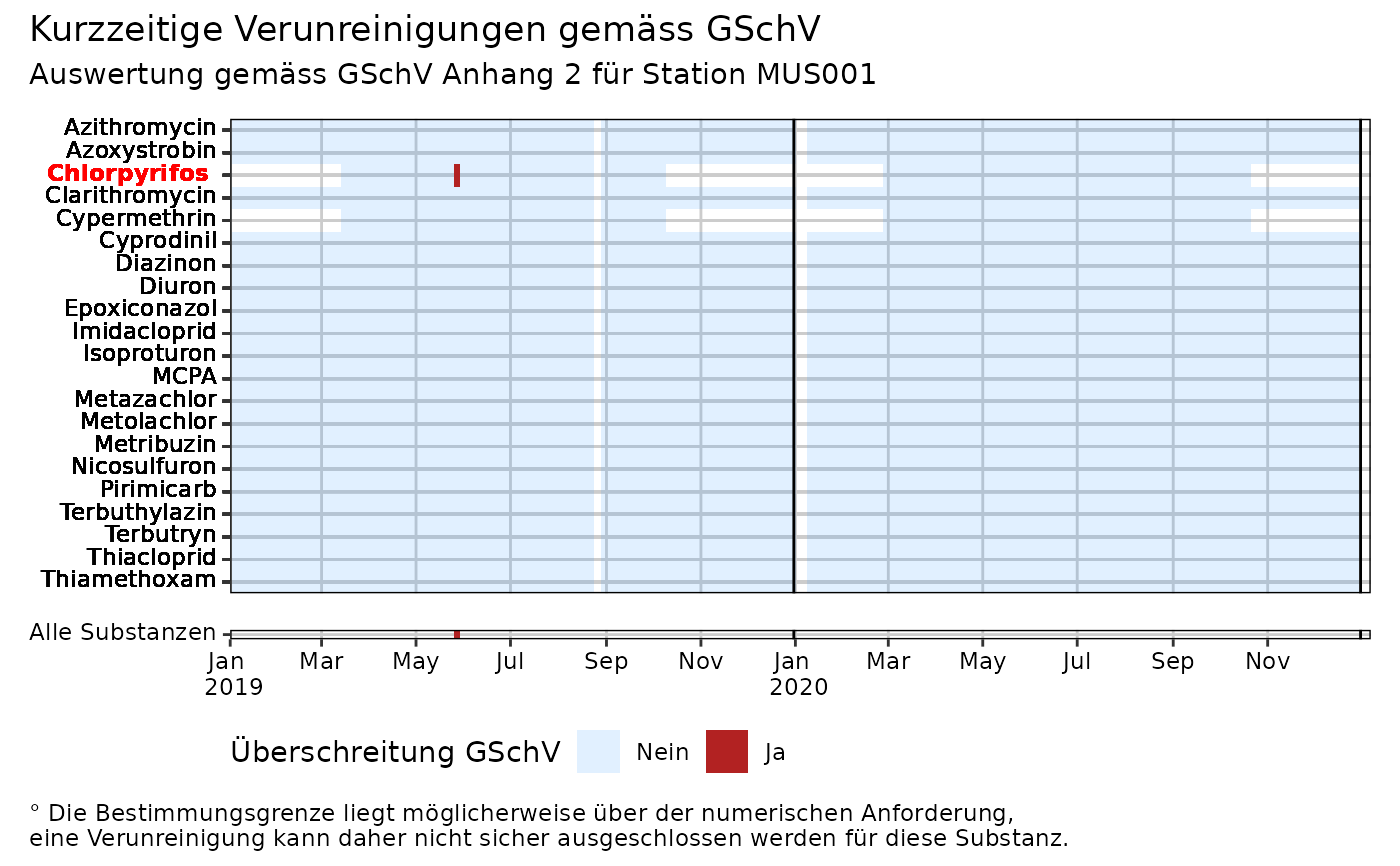 Kurzzeitige Verunreinigungen gemäss GSchV
Auswertung gemäss GSchV Anhang 2 für Station MUS001
Azithromycin
Azoxystrobin
Chlorpyrifos
Clarithromycin
Cypermethrin
Cyprodinil
Diazinon
Diuron
Epoxiconazol
Imidacloprid
Isoproturon
MCPA
Metazachlor
Metolachlor
Metribuzin
Nicosulfuron
Pirimicarb
Terbuthylazin
Terbutryn
Thiacloprid
Thiamethoxam
Alle Substanzen
Jan Mar May Jul Sep Nov Jan Mar May Jul Sep Nov
2019 2020
Überschreitung GSchV Nein Ja
° Die Bestimmungsgrenze liegt möglicherweise über der numerischen Anforderung,
eine Verunreinigung kann daher nicht sicher ausgeschlossen werden für diese Substanz.